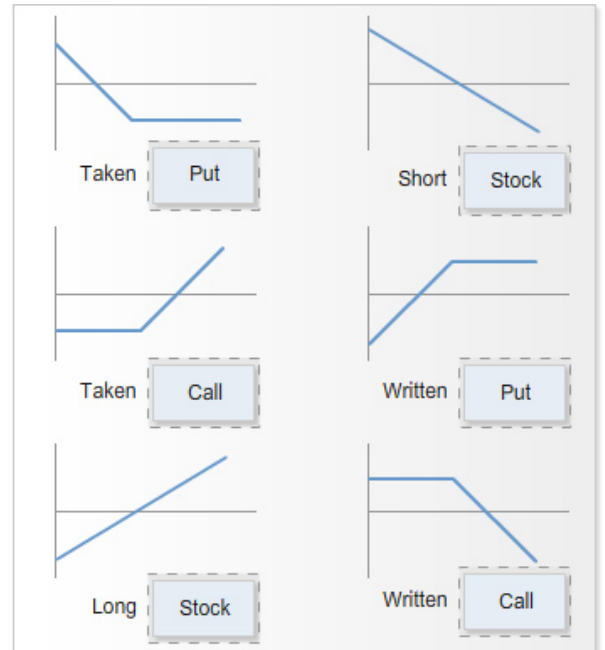 Taken Put
Short Stock
Taken Call
Written Put
Long Stock
Written Call